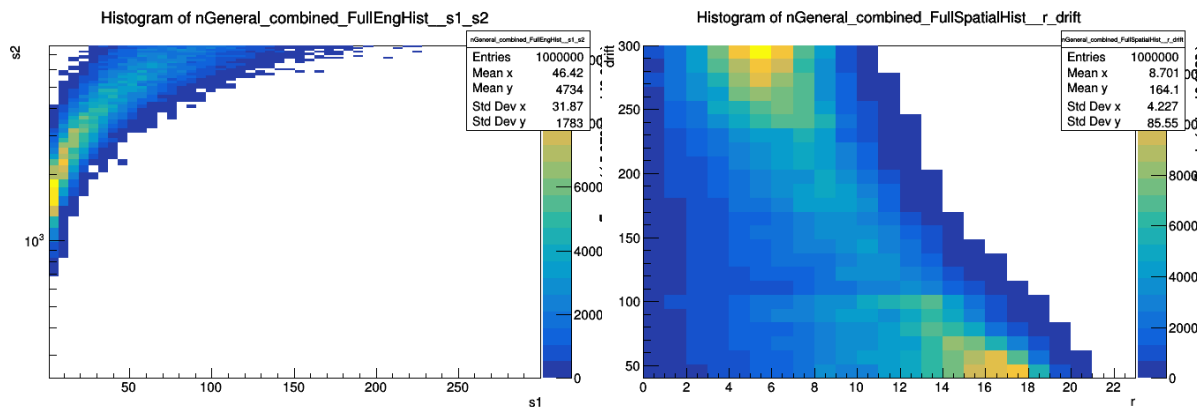 Histogram of nGeneral_combined_FullEngHist__s1_s2
s2
10³
50
100
150
200
250
s1
nGeneral_combined_FullEngHist__s1_s2
Entries 1000000
Mean x 46.42
Mean y 4734
Std Dev x 31.87
Std Dev y 1783
6000
4000
2000
0
Histogram of nGeneral_combined_FullSpatialHist__r_drift
drift
300
250
200
150
100
50
0
2
4
6
8
10
12
14
16
18
20
22
r
nGeneral_combined_FullSpatialHist__r_drift
Entries 1000000
Mean x 8.701
Mean y 164.1
Std Dev x 4.227
Std Dev y 85.55
8000
6000
4000
2000
0